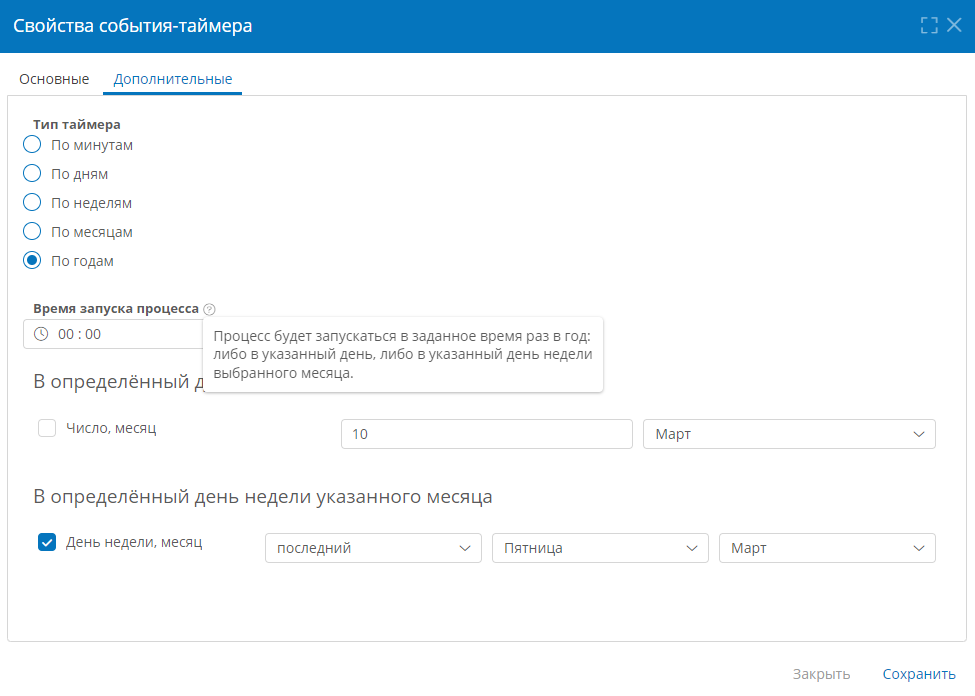 Свойства события-таймера
Основные
Дополнительные
Тип таймера
По минутам
По дням
По неделям
По месяцам
По годам
Время запуска процесса ?
00 : 00
Процесс будет запускаться в заданное время раз в год:
либо в указанный день, либо в указанный день недели
выбранного месяца.
В определённый
Число, месяц
10
Март
В определённый день недели указанного месяца
День недели, месяц
последний
Пятница
Март
Закрыть
Сохранить